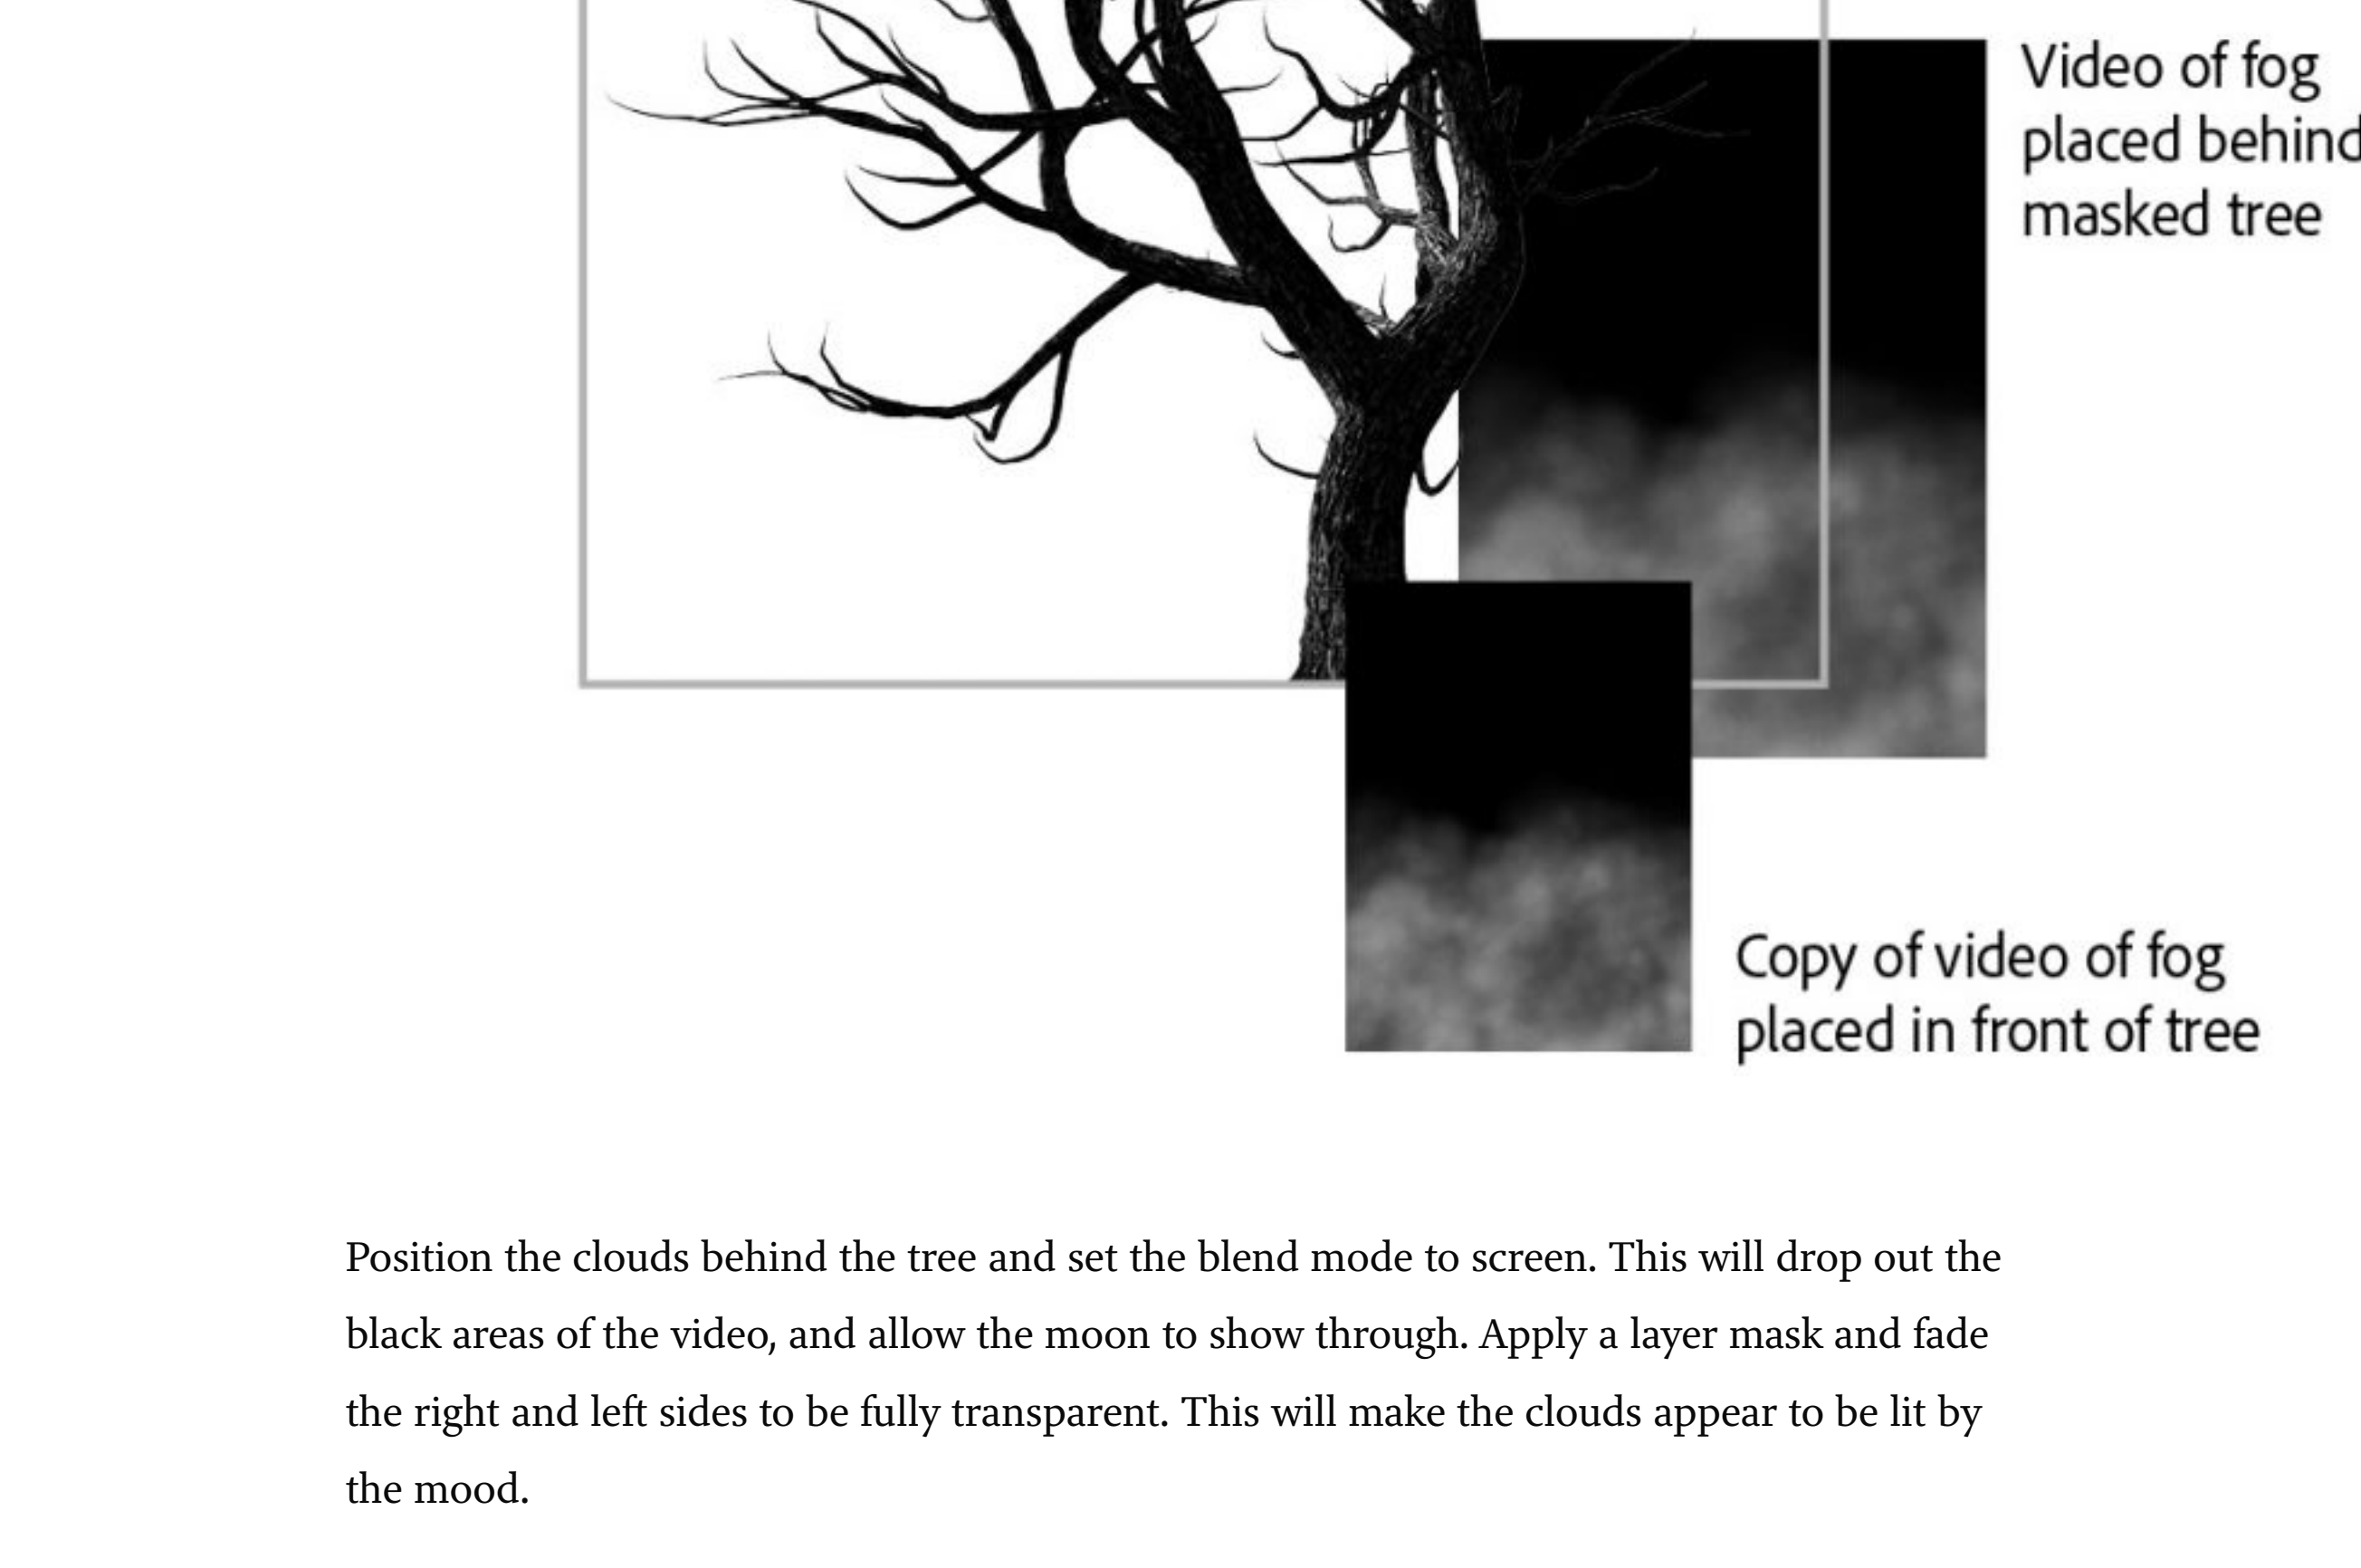 Video of fog
placed behind
masked tree
Copy of video of fog
placed in front of tree
Position the clouds behind the tree and set the blend mode to screen. This will drop out the
black areas of the video, and allow the moon to show through. Apply a layer mask and fade
the right and left sides to be fully transparent. This will make the clouds appear to be lit by
the mood.